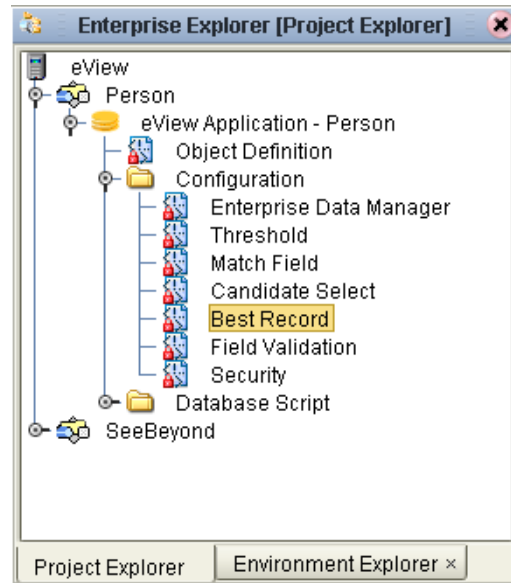 Enterprise Explorer [Project Explorer]
eView
Person
eView Application - Person
Object Definition
Configuration
Enterprise Data Manager
Threshold
Match Field
Candidate Select
Best Record
Field Validation
Security
Database Script
SeeBeyond
Project Explorer
Environment Explorer ×